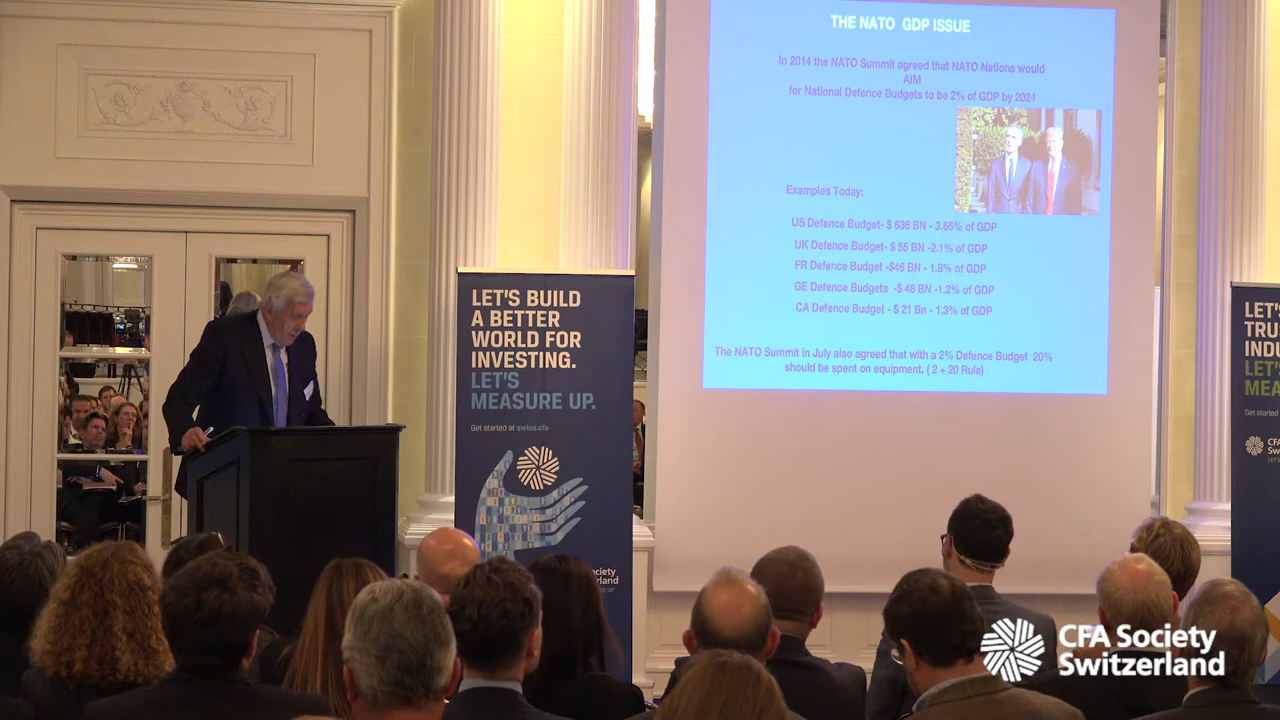 THE NATO GDP ISSUE
In 2014 the NATO Summit agreed that NATO Nations would
AIM
for National Defence Budgets to be 2% of GDP by 2024
Examples Today:
US Defence Budget- $ 636 BN - 3.65% of GDP
UK Defence Budget- $ 55 BN -2.1% of GDP
FR Defence Budget -$46 BN - 1.8% of GDP
GE Defence Budgets -$ 48 BN -1.2% of GDP
CA Defence Budget - $ 21 Bn - 1.3% of GDP
The NATO Summit in July also agreed that with a 2% Defence Budget 20%
should be spent on equipment. ( 2 + 20 Rule)
LET'S BUILD
A BETTER
WORLD FOR
INVESTING.
LET'S
MEASURE UP.
Get started at swiss.cfa
ociety
rland
LET'S
TRU
INDU
LET'
MEA
Get started
CFA
Sw
CFA Society
Switzerland